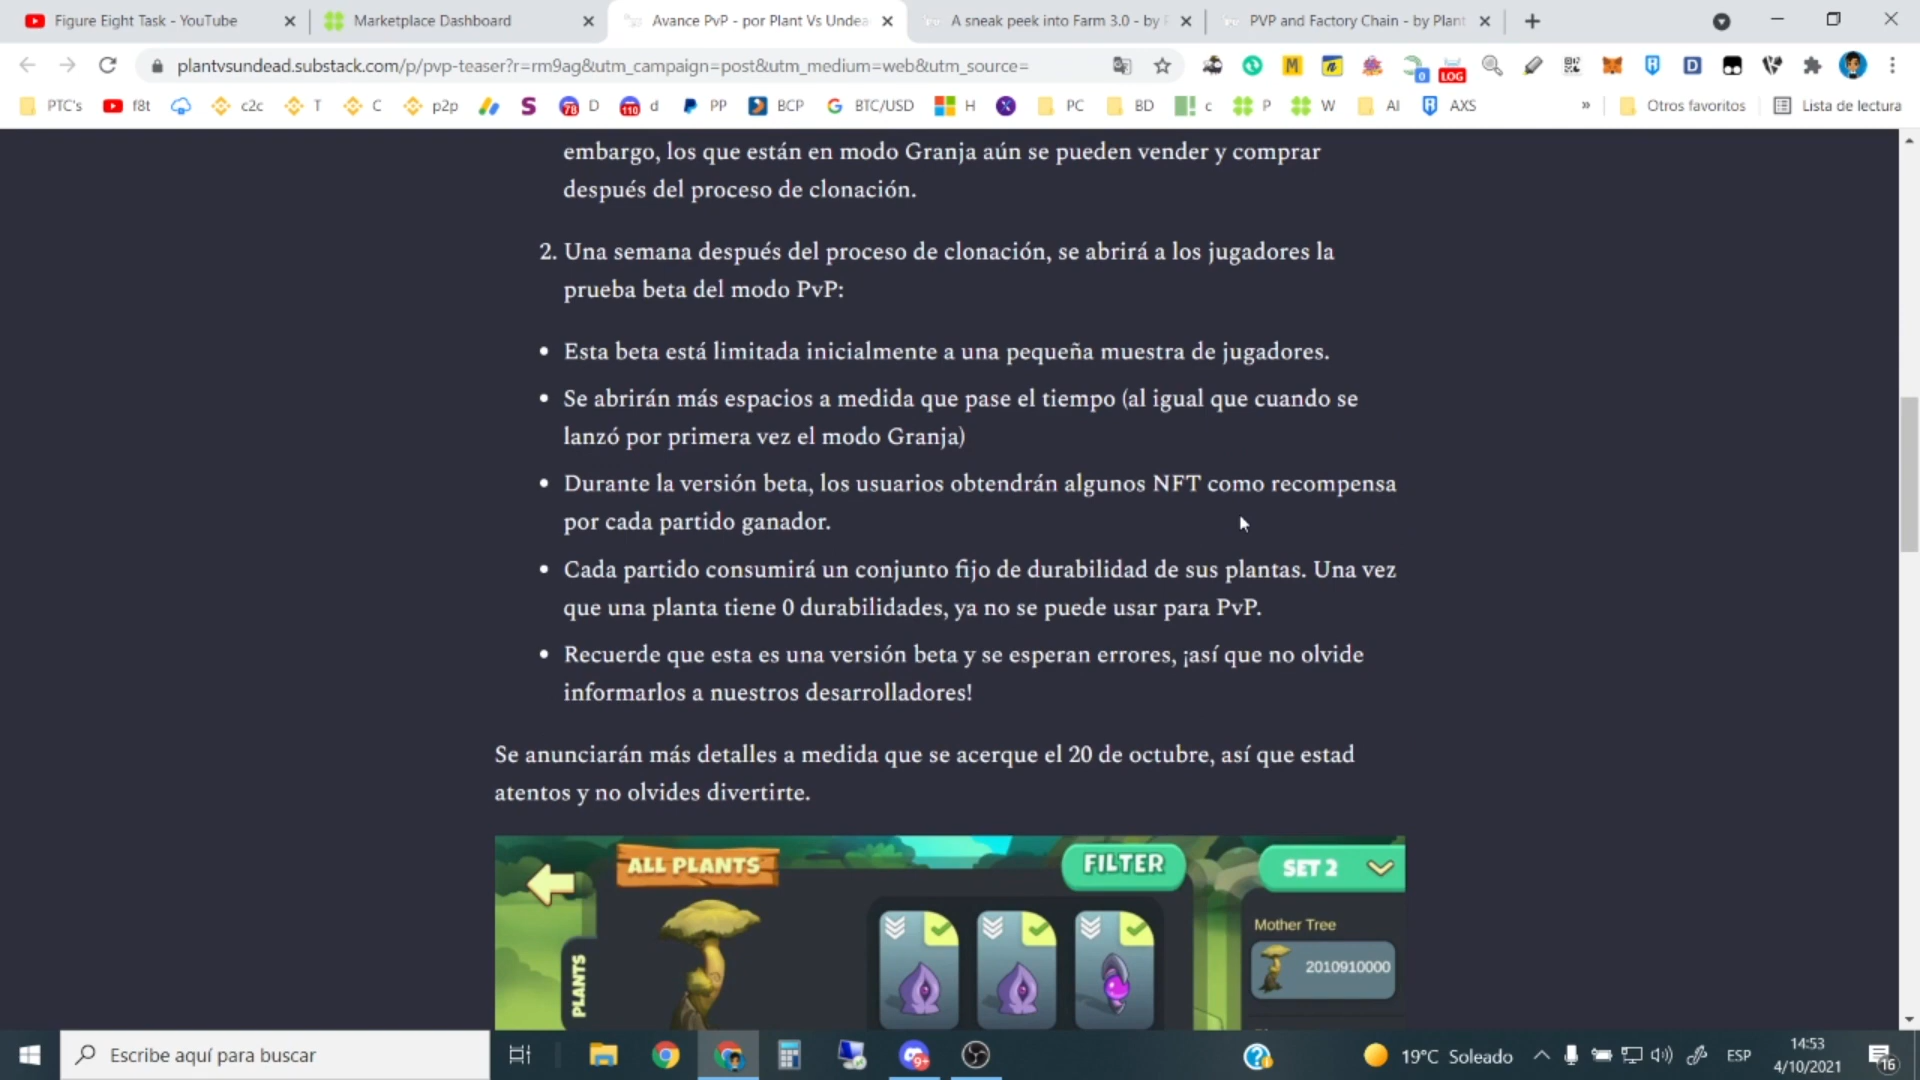 Figure Eight Task - YouTube
Marketplace Dashboard
Avance PvP - por Plant Vs Undea
A sneak peek into Farm 3.0 - by P
PVP and Factory Chain - by Plant
plantvsundead.substack.com/p/pvp-teaser?r=rm9ag&utm_campaign=post&utm_medium=web&utm_source=
0
LOG
PTC's
f8t
c2c
T
C
p2p
78
D
110
d
PP
BCP
BTC/USD
H
PC
BD
c
P
W
AI
AXS
»
Otros favoritos
Lista de lectura
embargo, los que están en modo Granja aún se pueden vender y comprar
después del proceso de clonación.
2. Una semana después del proceso de clonación, se abrirá a los jugadores la
prueba beta del modo PvP:
• Esta beta está limitada inicialmente a una pequeña muestra de jugadores.
• Se abrirán más espacios a medida que pase el tiempo (al igual que cuando se
lanzó por primera vez el modo Granja)
• Durante la versión beta, los usuarios obtendrán algunos NFT como recompensa
por cada partido ganador.
• Cada partido consumirá un conjunto fijo de durabilidad de sus plantas. Una vez
que una planta tiene 0 durabilidades, ya no se puede usar para PvP.
• Recuerde que esta es una versión beta y se esperan errores, ¡así que no olvide
informarlos a nuestros desarrolladores!
Se anunciarán más detalles a medida que se acerque el 20 de octubre, así que estad
atentos y no olvides divertirte.
ALL PLANTS
FILTER
SET 2
Mother Tree
2010910000
PLANTS
Escribe aquí para buscar
9+
19°C Soleado
ESP
14:53
4/10/2021
16